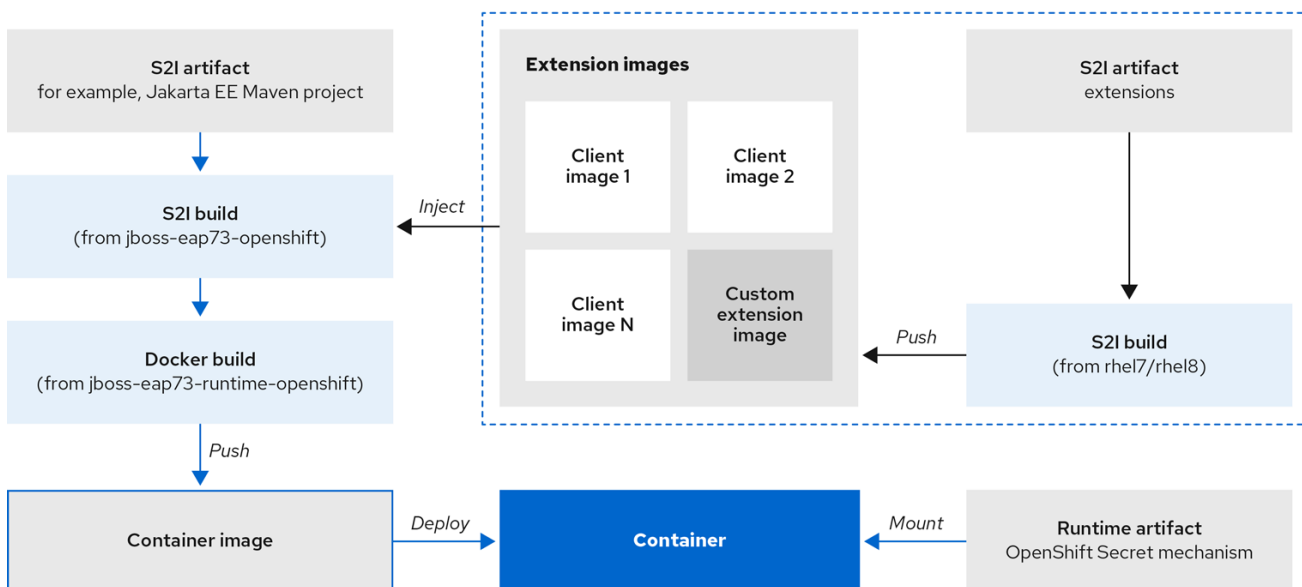 S2I artifact
for example, Jakarta EE Maven project
S2I build
(from jboss-eap73-openshift)
Docker build
(from jboss-eap73-runtime-openshift)
Push
Container image
Inject
Extension images
Client
image 1
Client
image 2
Client
image N
Custom
extension
image
Push
S2I artifact
extensions
S2I build
(from rhel7/rhel8)
Deploy
Container
Mount
Runtime artifact
OpenShift Secret mechanism